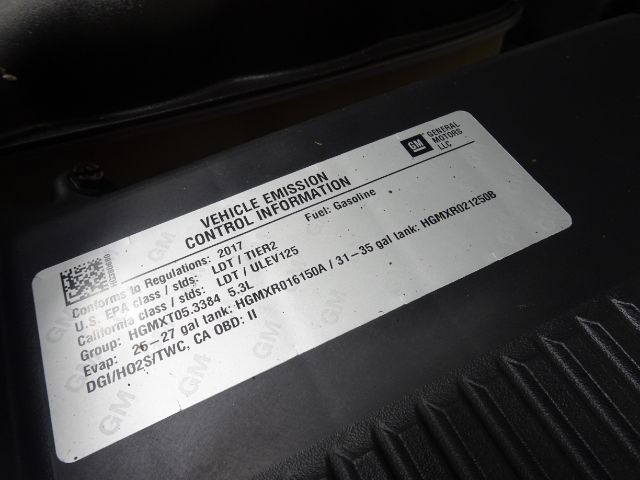 GM
GENERAL
MOTORS
LLC
VEHICLE EMISSION
CONTROL INFORMATION
Conforms to Regulations: 2017 Fuel: Gasoline
U.S. EPA class / stds: LDT / TIER2
California class / stds: LDT / ULEV125
Group: HGMXT05.3384 5.3L
Evap: 26-27 gal tank: HGMXR016150A / 31-35 gal tank: HGMXR021250B
DGI/HO2S/TWC, CA OBD: II